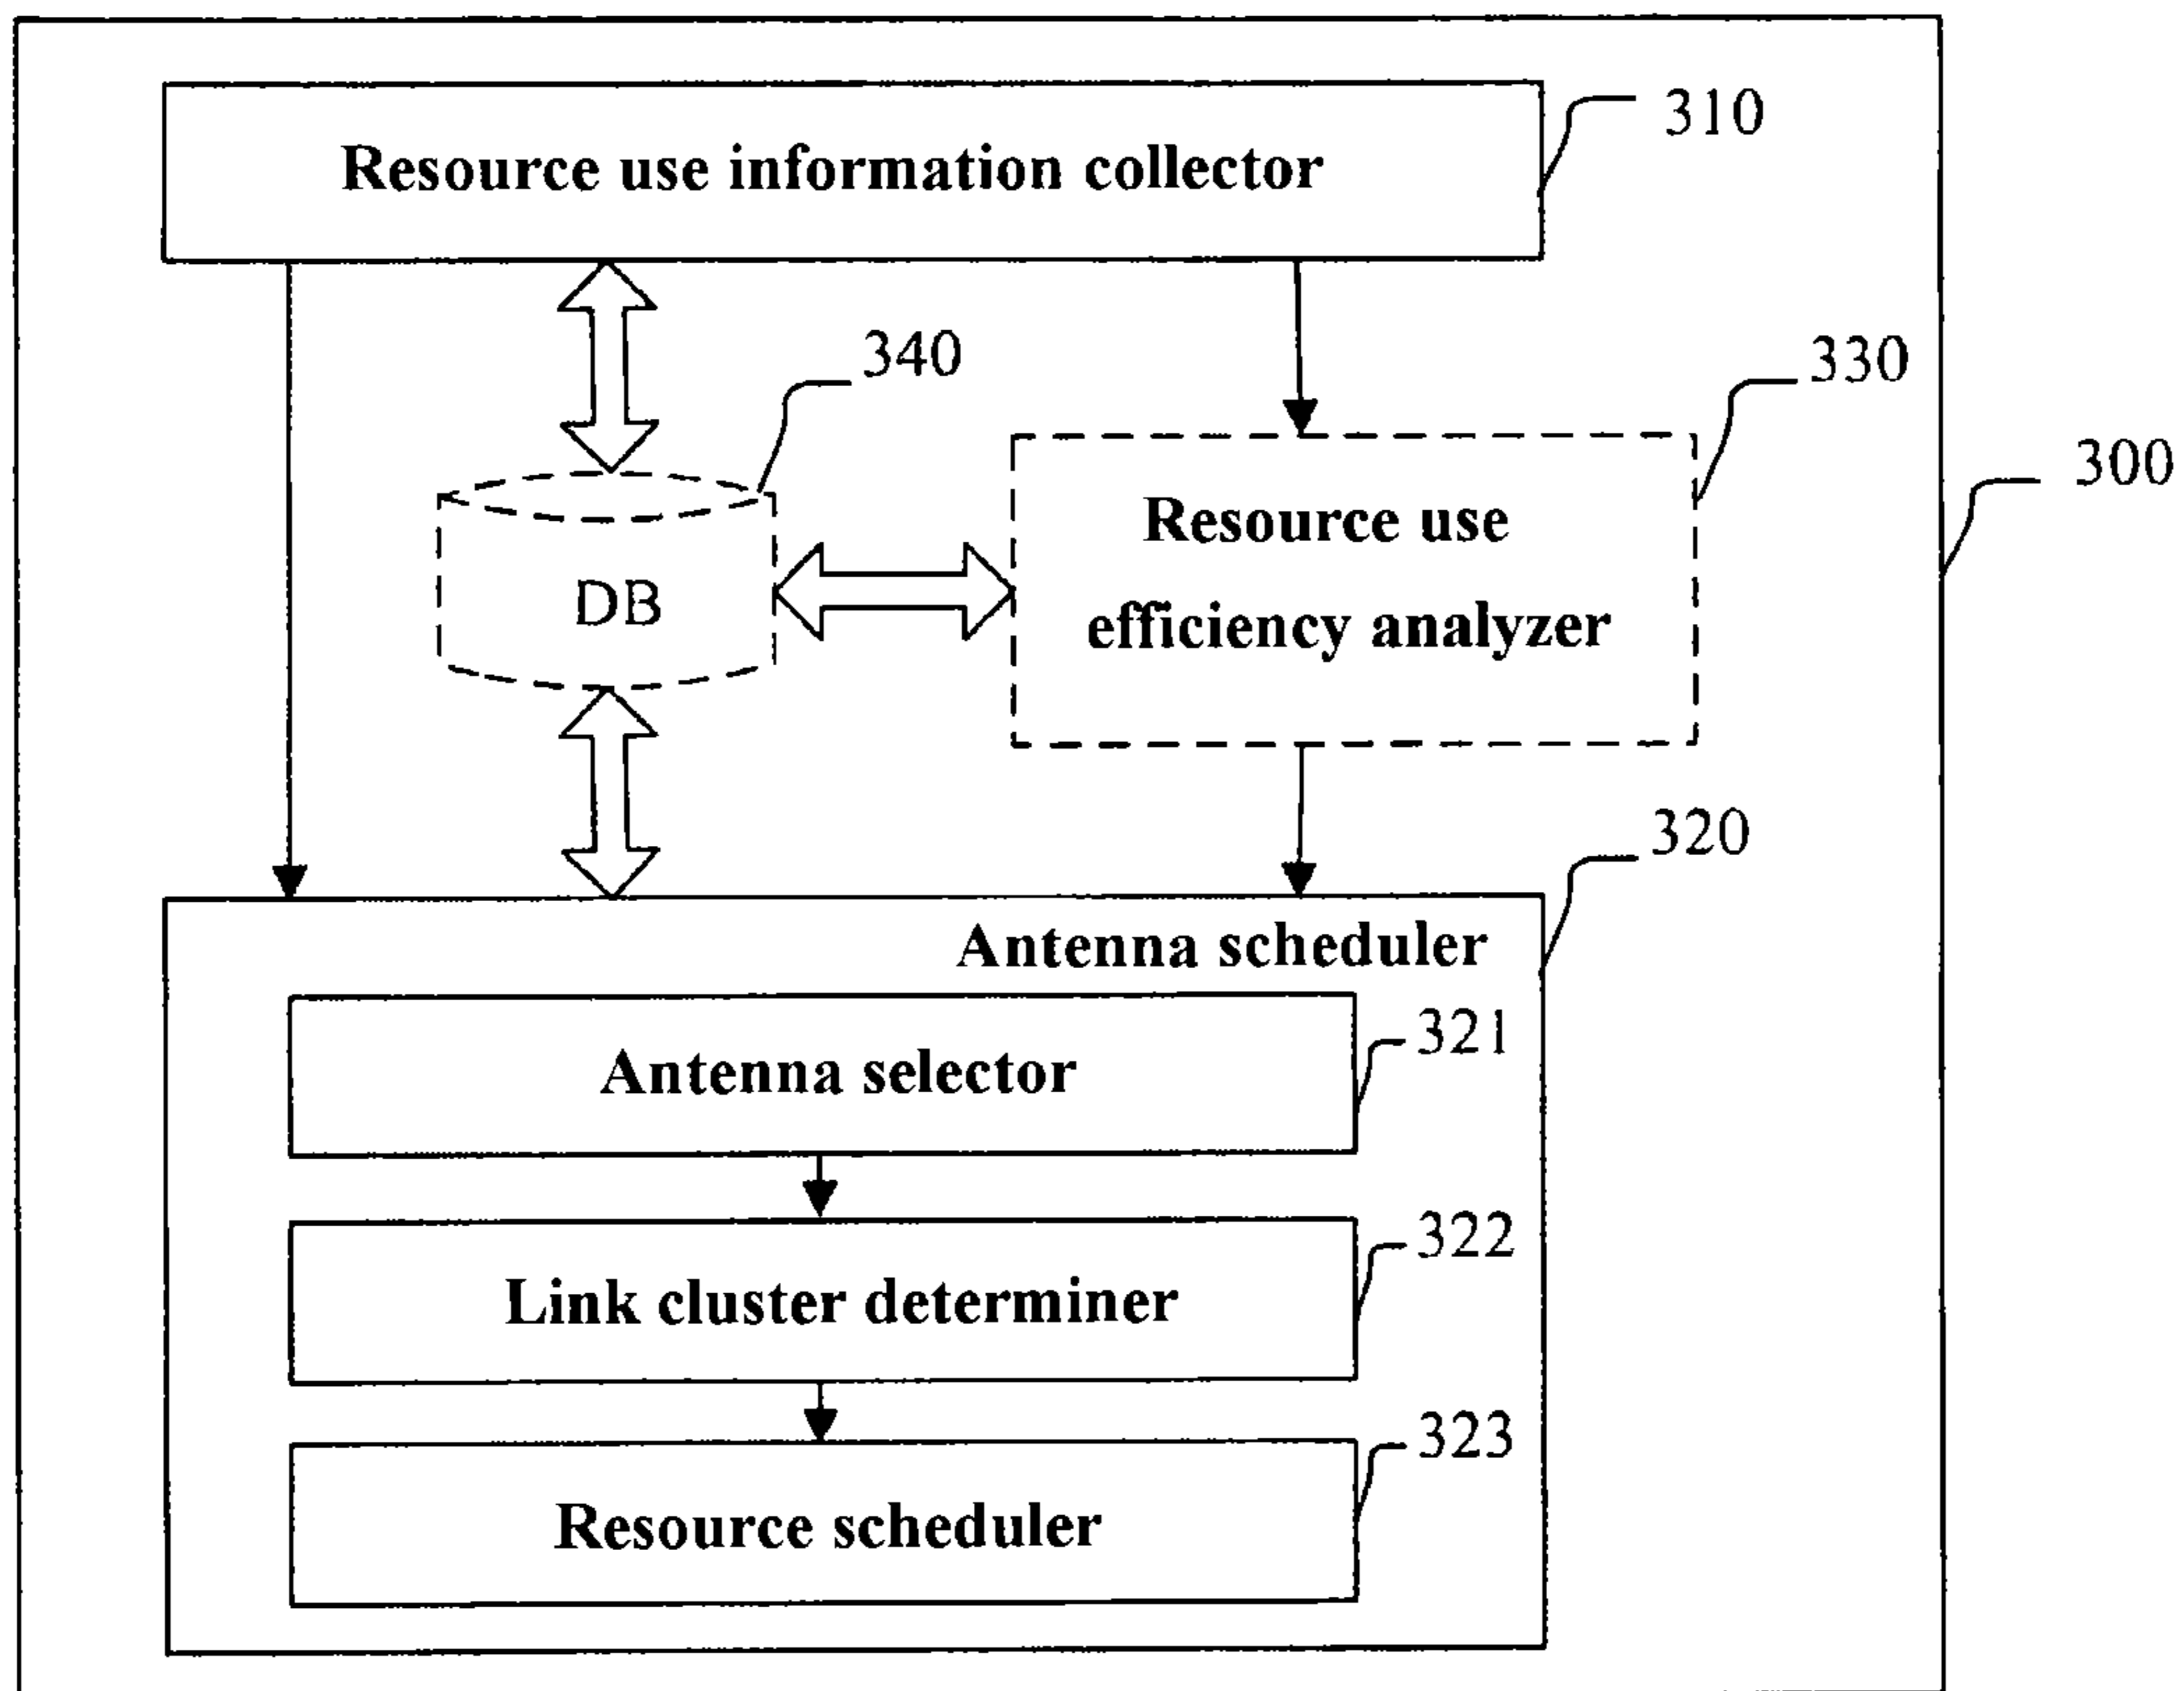 310
Resource use information collector
340
330
300
Resource use
efficiency analyzer
DB
320
Antenna scheduler
321
Antenna selector
322
Link cluster determiner
323
Resource scheduler